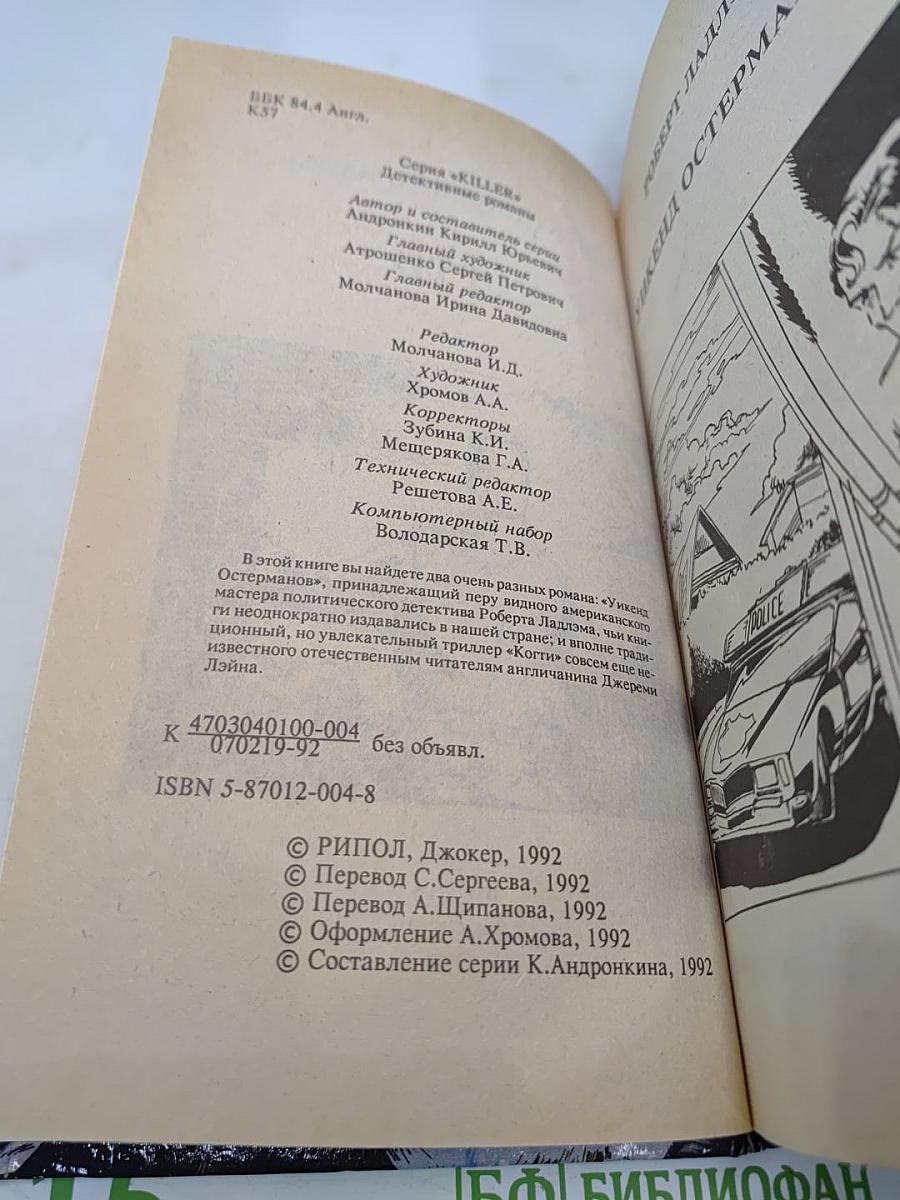 ББК 84.4 Англ.
К57
Серия «KILLER»
Детективные романы
Автор и составитель серии
Андронкин Кирилл Юрьевич
Главный художник
Атрошенко Сергей Петрович
Главный редактор
Молчанова Ирина Давидовна
Редактор
Молчанова И.Д.
Художник
Хромов А.А.
Корректоры
Зубина К.И.
Мещерякова Г.А.
Технический редактор
Решетова А.Е.
Компьютерный набор
Володарская Т.В.
В этой книге вы найдете два очень разных романа: «Уикенд
Остерманов», принадлежащий перу видного американского
мастера политического детектива Роберта Ладлэма, чьи кни-
ги неоднократно издавались в нашей стране; и вполне тради-
ционный, но увлекательный триллер «Когти» совсем еще не-
известного отечественным читателям англичанина Джереми
Лэйна.
К 4703040100-004
070219-92 без объявл.
ISBN 5-87012-004-8
© РИПОЛ, Джокер, 1992
© Перевод С.Сергеева, 1992
© Перевод А.Щипанова, 1992
© Оформление А.Хромова, 1992
© Составление серии К.Андронкина, 1992
РОБЕРТ ЛАДЛ
УИКЕНД ОСТЕРМА
POLICE
15
БФ БИБЛИОФАН